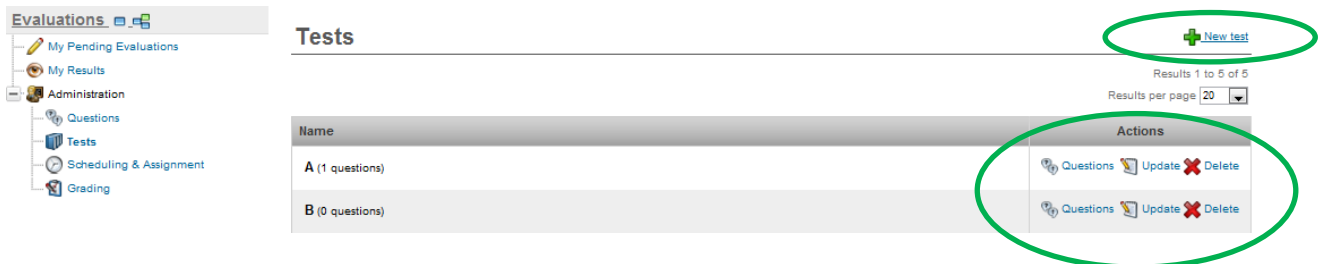 Evaluations
My Pending Evaluations
My Results
Administration
Questions
Tests
Scheduling & Assignment
Grading
Tests
New test
Results 1 to 5 of 5
Results per page 20
Name Actions
A (1 questions) Questions Update Delete
B (0 questions) Questions Update Delete